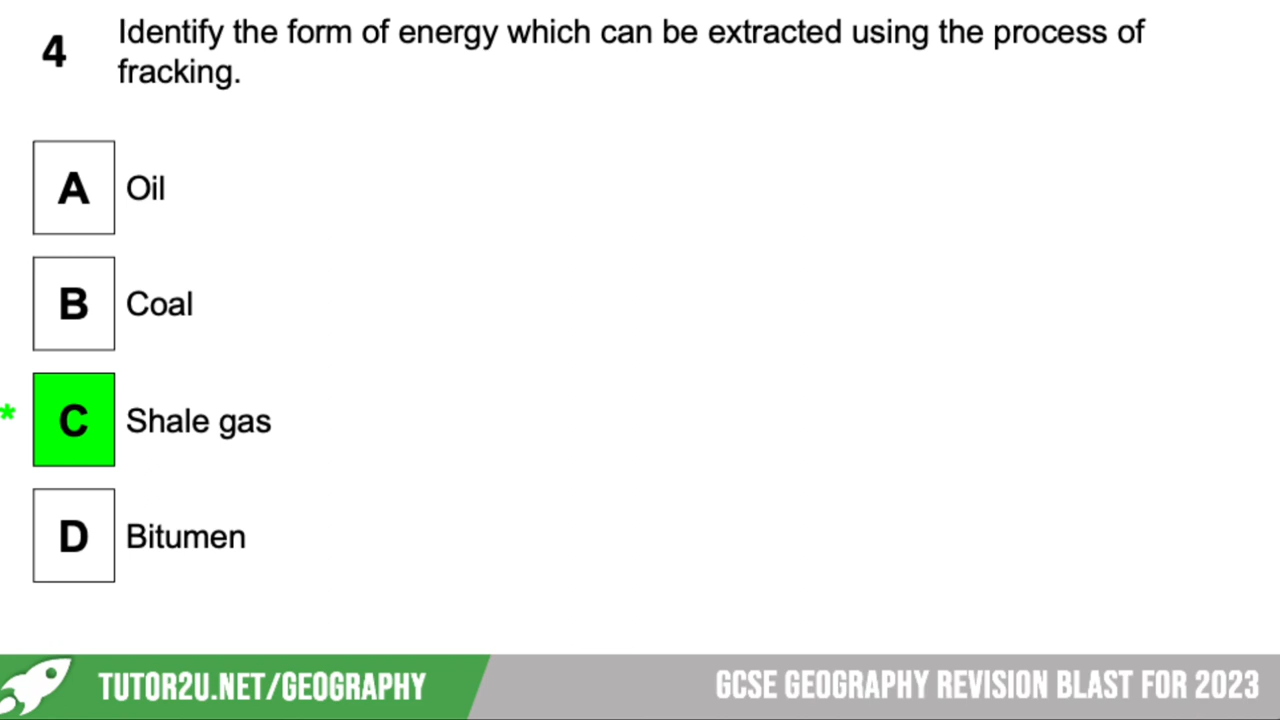 4 Identify the form of energy which can be extracted using the process of
fracking.
A Oil
B Coal
* C Shale gas
D Bitumen
TUTOR2U.NET/GEOGRAPHY GCSE GEOGRAPHY REVISION BLAST FOR 2023